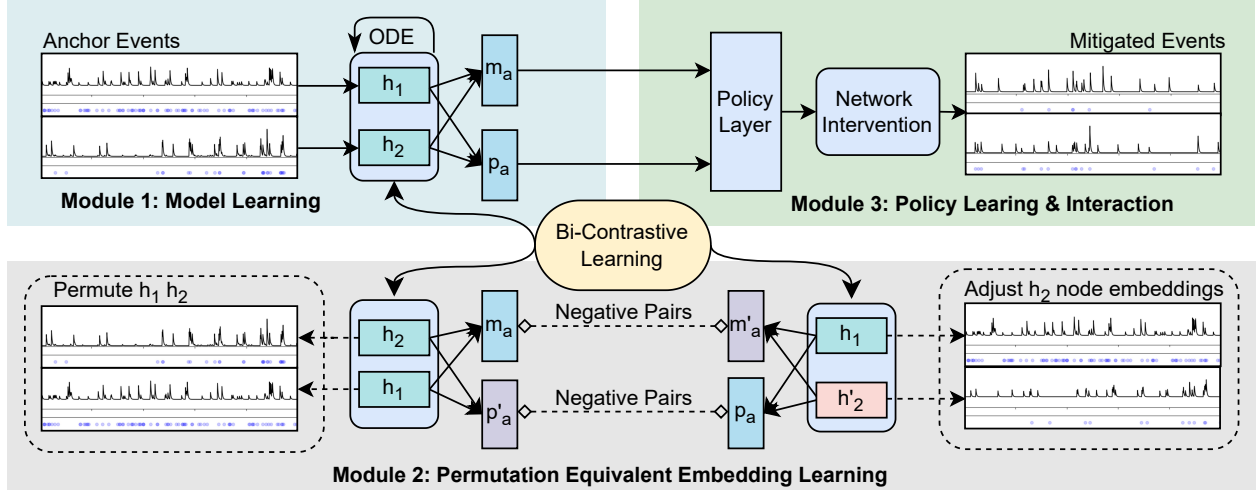 Anchor Events
ODE
h1
h2
ma
pa
Module 1: Model Learning
Policy
Layer
Network
Intervention
Mitigated Events
Module 3: Policy Learing & Interaction
Bi-Contrastive
Learning
Permute h1 h2
h2
h1
ma
p'a
Negative Pairs
Negative Pairs
m'a
pa
h1
h'2
Adjust h2 node embeddings
Module 2: Permutation Equivalent Embedding Learning